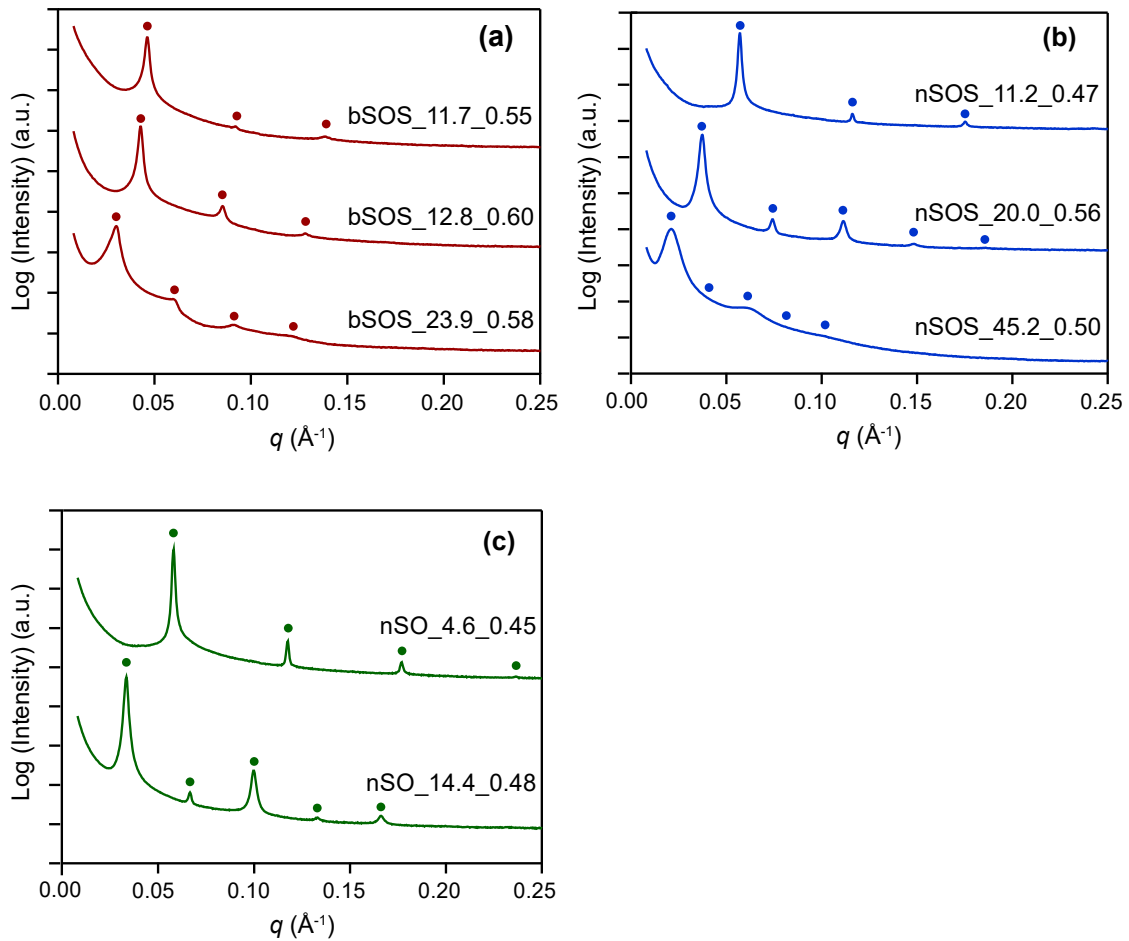 (a)
bSOS_11.7_0.55
bSOS_12.8_0.60
bSOS_23.9_0.58
Log (Intensity) (a.u.)
0.00 0.05 0.10 0.15 0.20 0.25
q (Å⁻¹)
(b)
nSOS_11.2_0.47
nSOS_20.0_0.56
nSOS_45.2_0.50
Log (Intensity) (a.u.)
0.00 0.05 0.10 0.15 0.20 0.25
q (Å⁻¹)
(c)
nSO_4.6_0.45
nSO_14.4_0.48
Log (Intensity) (a.u.)
0.00 0.05 0.10 0.15 0.20 0.25
q (Å⁻¹)